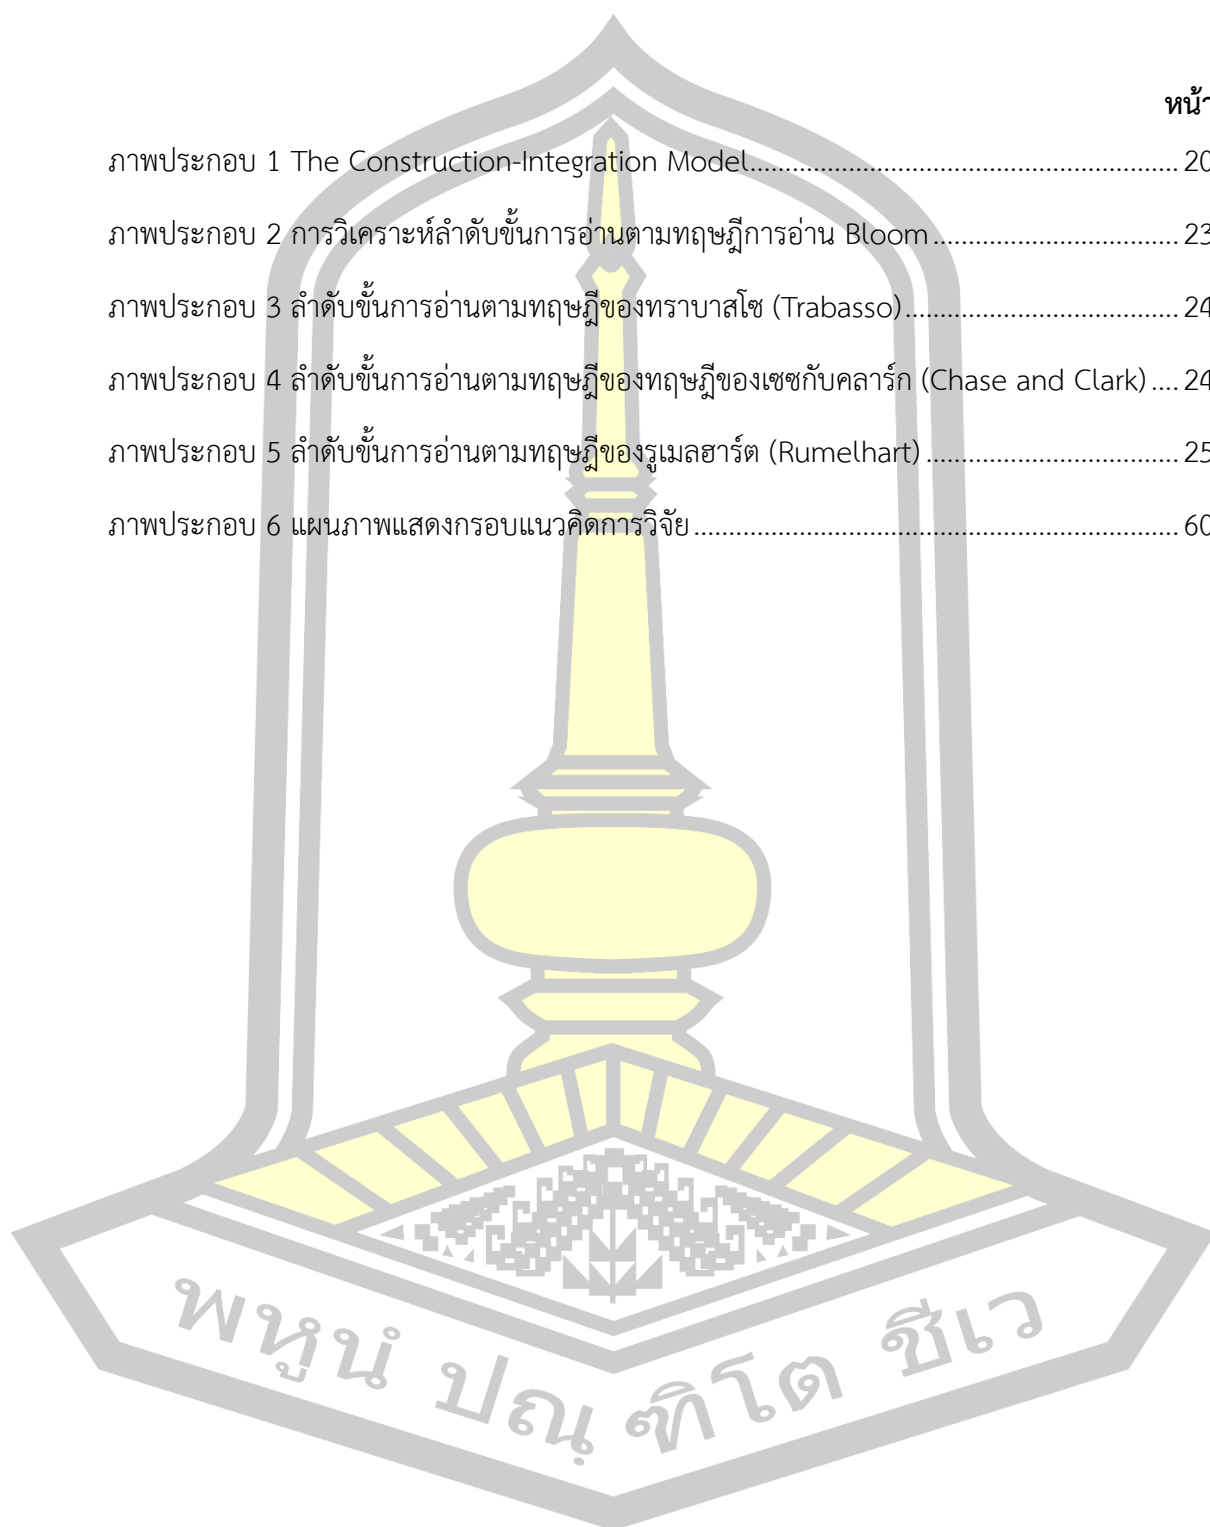 หน้า
ภาพประกอบ 1 The Construction-Integration Model.............................................................. 20
ภาพประกอบ 2 การวิเคราะห์ลำดับขั้นการอ่านตามทฤษฎีการอ่าน Bloom.................................... 23
ภาพประกอบ 3 ลำดับขั้นการอ่านตามทฤษฎีของทราบาสโซ (Trabasso)........................................ 24
ภาพประกอบ 4 ลำดับขั้นการอ่านตามทฤษฎีของทฤษฎีของเซซกับคลาร์ก (Chase and Clark).... 24
ภาพประกอบ 5 ลำดับขั้นการอ่านตามทฤษฎีของรูเมลฮาร์ต (Rumelhart)..................................... 25
ภาพประกอบ 6 แผนภาพแสดงกรอบแนวคิดการวิจัย...................................................................... 60
พหูนํ ปณฺ ฑิโต ชีเว